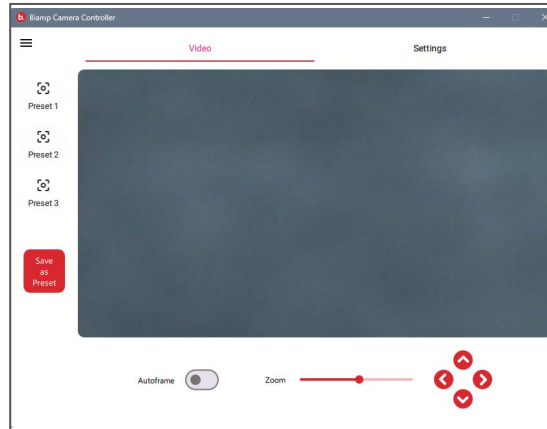 b. Biamp Camera Controller
Video
Settings
Preset 1
Preset 2
Preset 3
Save
as
Preset
Autoframe
Zoom